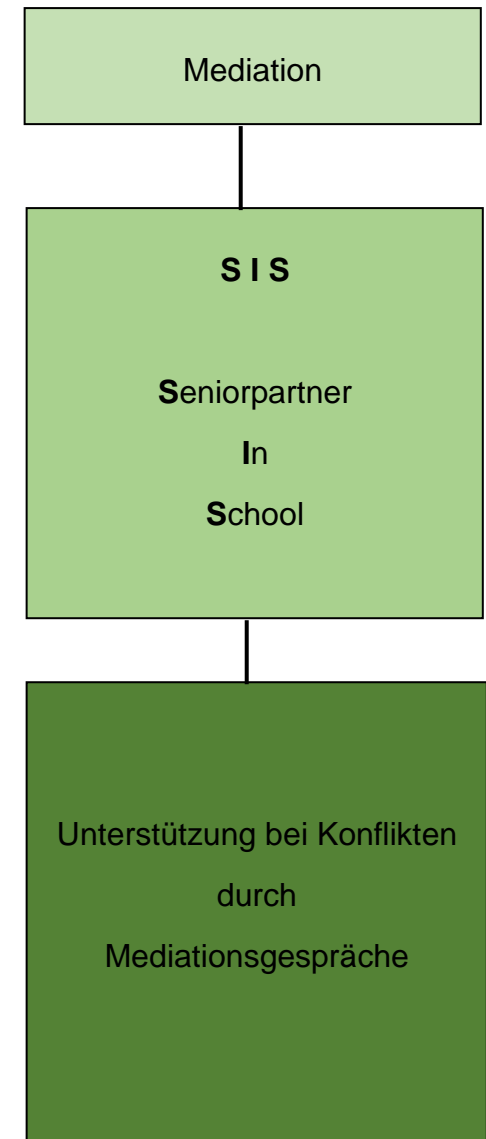 Mediation
S I S
Seniorpartner
In
School
Unterstützung bei Konflikten
durch
Mediationsgespräche